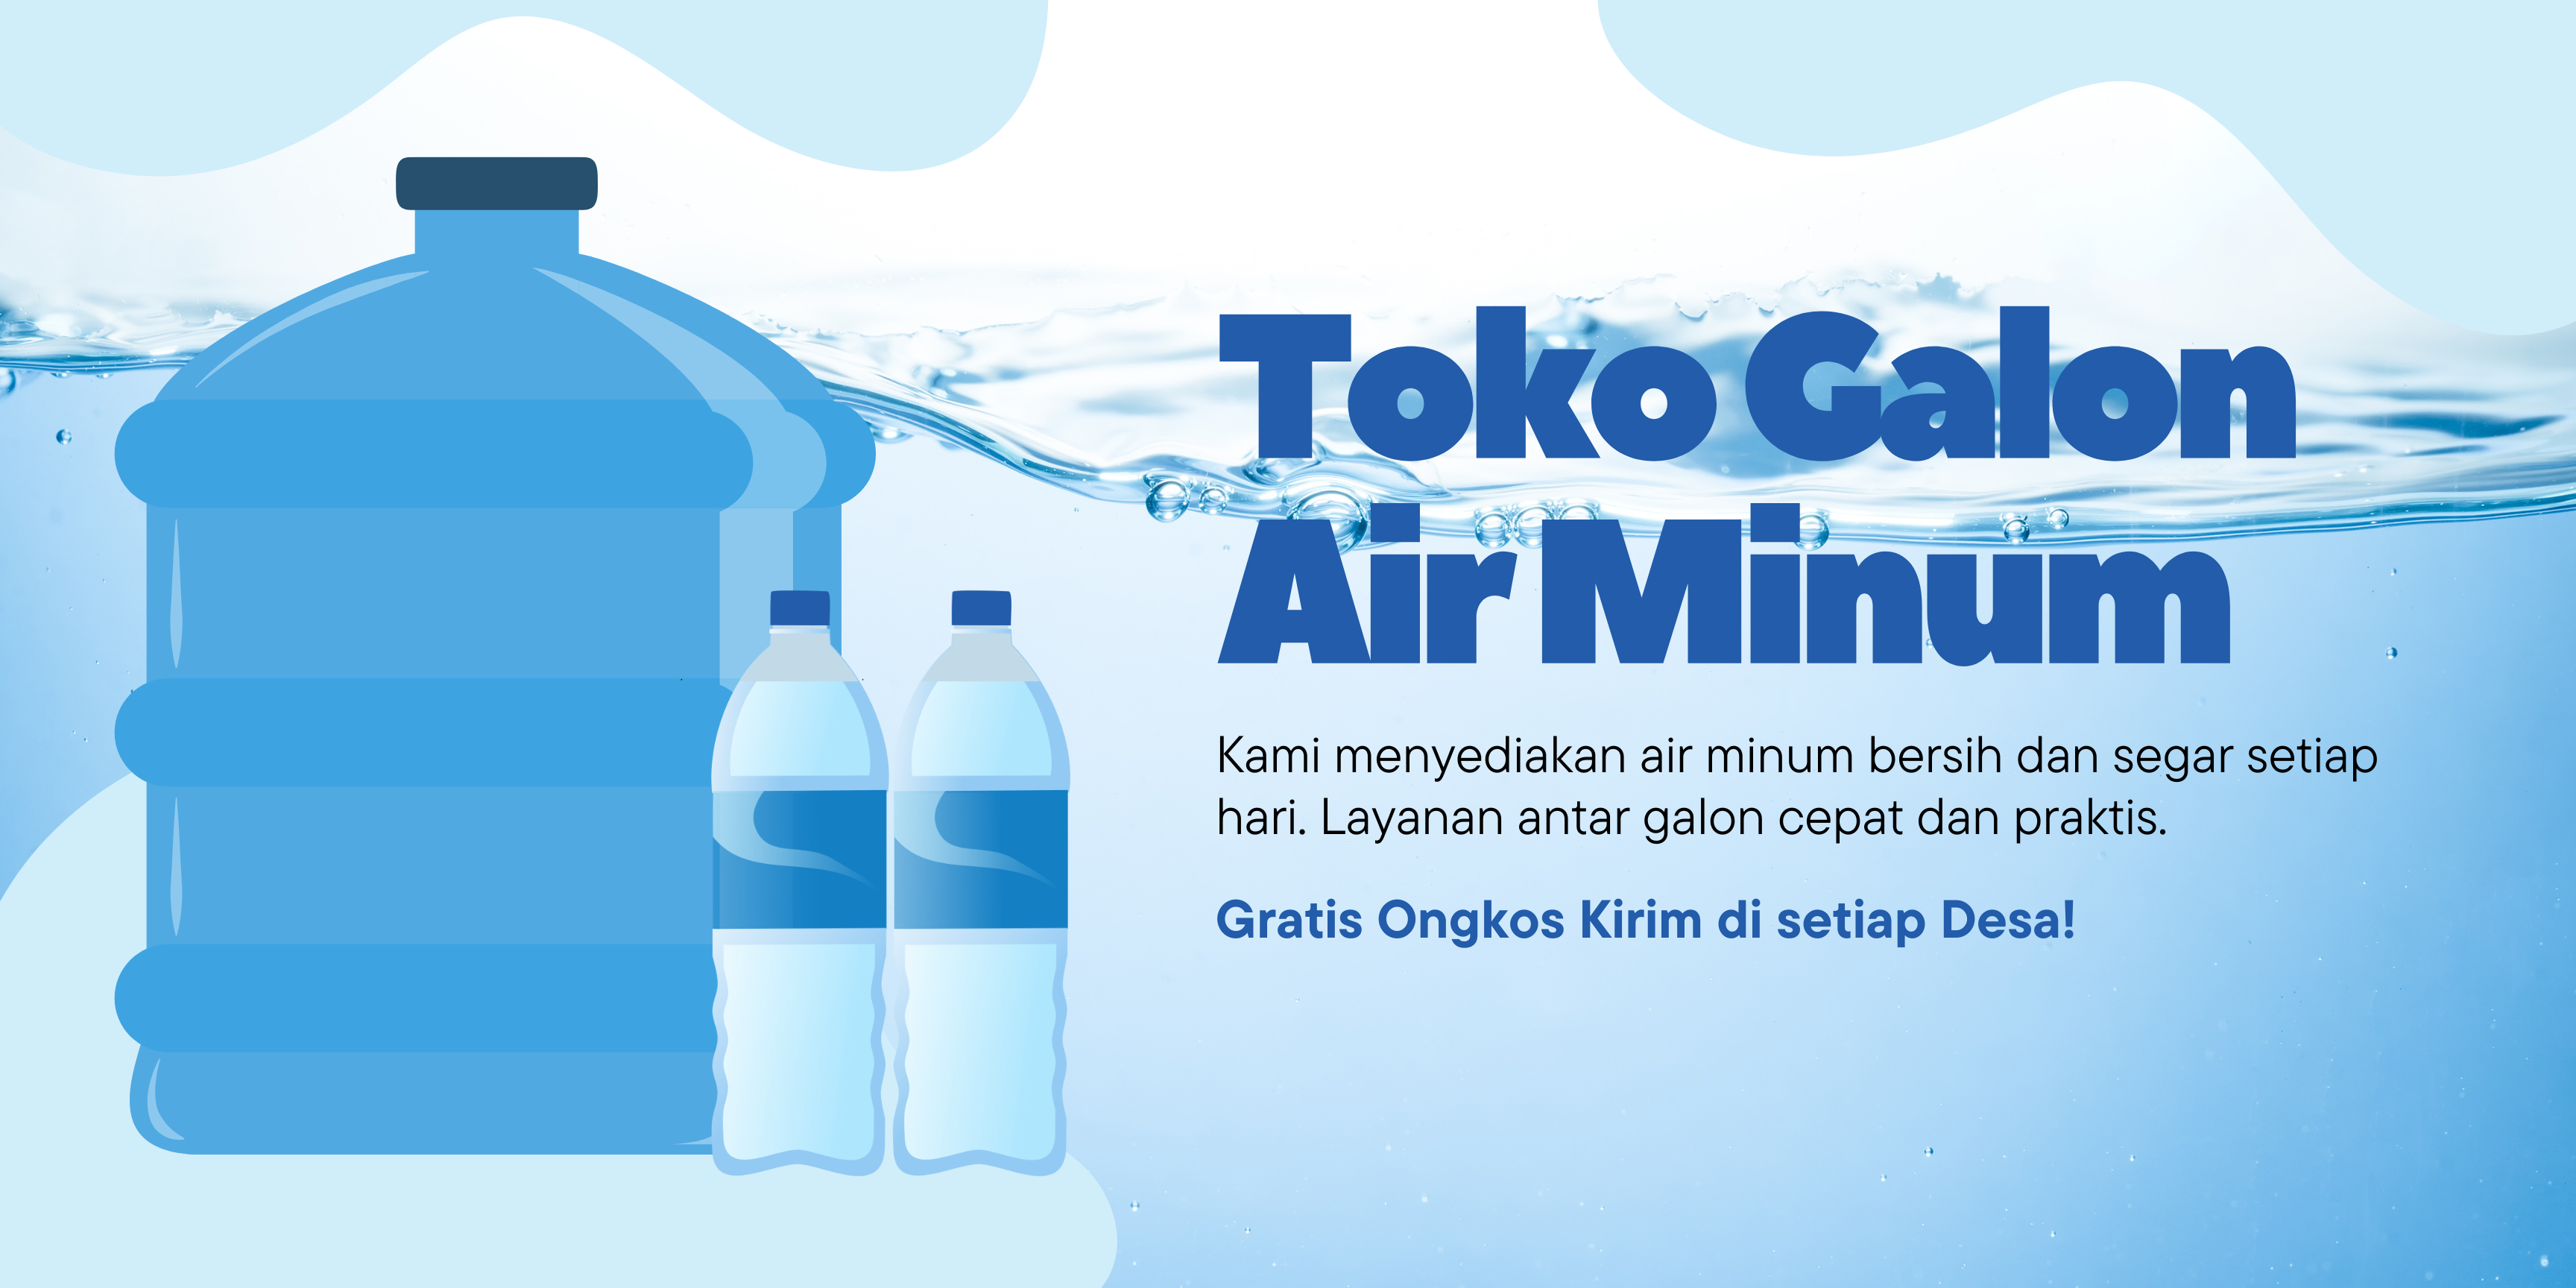 Toko Galon
Air Minum
Kami menyediakan air minum bersih dan segar setiap
hari. Layanan antar galon cepat dan praktis.
Gratis Ongkos Kirim di setiap Desa!